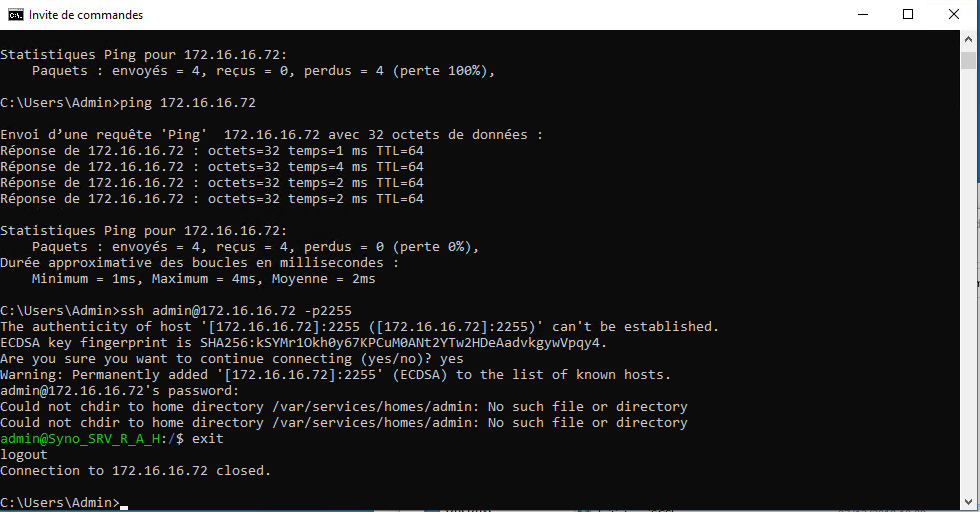 Invite de commandes
Statistiques Ping pour 172.16.16.72:
    Paquets : envoyés = 4, reçus = 0, perdus = 4 (perte 100%),
C:\Users\Admin>ping 172.16.16.72
Envoi d’une requête 'Ping'  172.16.16.72 avec 32 octets de données :
Réponse de 172.16.16.72 : octets=32 temps=1 ms TTL=64
Réponse de 172.16.16.72 : octets=32 temps=4 ms TTL=64
Réponse de 172.16.16.72 : octets=32 temps=2 ms TTL=64
Réponse de 172.16.16.72 : octets=32 temps=2 ms TTL=64
Statistiques Ping pour 172.16.16.72:
    Paquets : envoyés = 4, reçus = 4, perdus = 0 (perte 0%),
Durée approximative des boucles en millisecondes :
    Minimum = 1ms, Maximum = 4ms, Moyenne = 2ms
C:\Users\Admin>ssh admin@172.16.16.72 -p2255
The authenticity of host '[172.16.16.72]:2255 ([172.16.16.72]:2255)' can't be established.
ECDSA key fingerprint is SHA256:kSYMr1Okh0y67KPCuM0ANt2YTw2HDeAadvkgywVpqy4.
Are you sure you want to continue connecting (yes/no)? yes
Warning: Permanently added '[172.16.16.72]:2255' (ECDSA) to the list of known hosts.
admin@172.16.16.72's password:
Could not chdir to home directory /var/services/homes/admin: No such file or directory
Could not chdir to home directory /var/services/homes/admin: No such file or directory
admin@Syno_SRV_R_A_H:/$ exit
logout
Connection to 172.16.16.72 closed.
C:\Users\Admin>